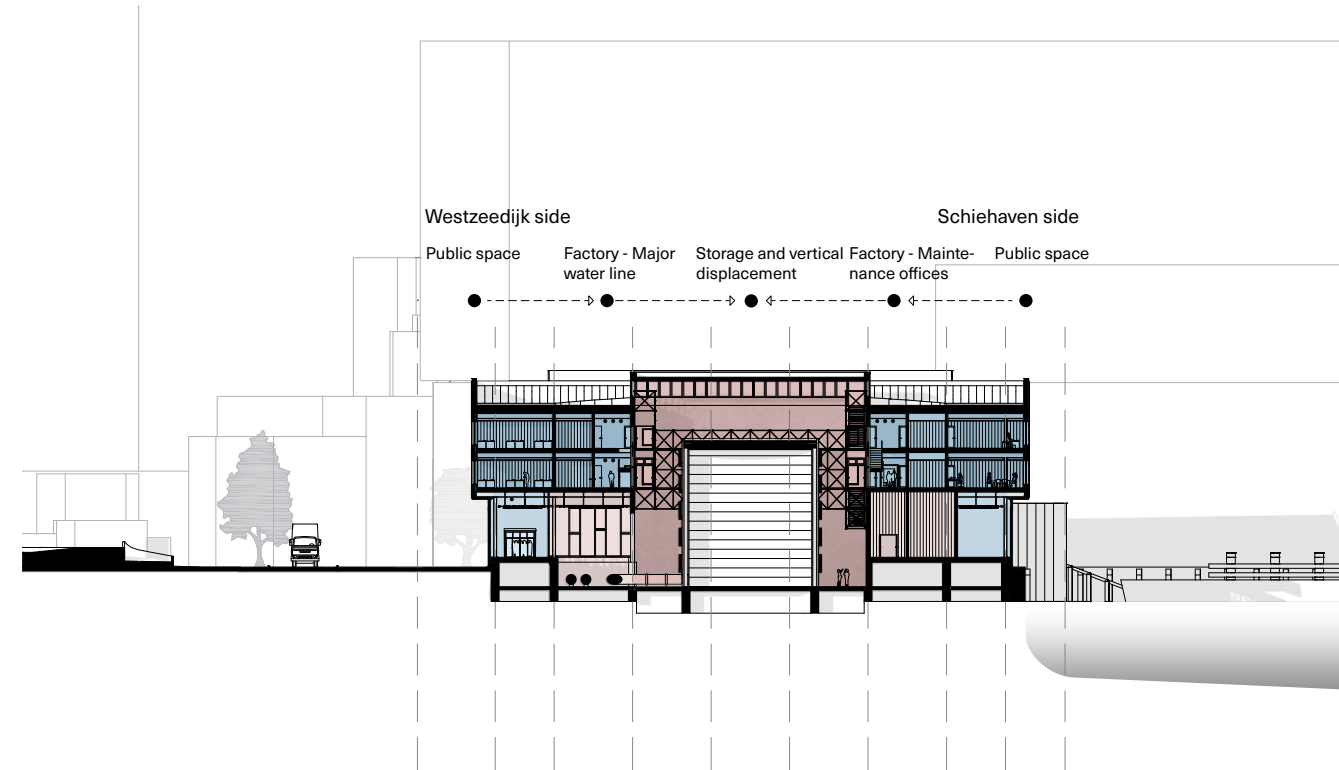 Westzeedijk side
Schiehaven side
Public space
Factory - Major
water line
Storage and vertical
displacement
Factory - Mainte-
nance offices
Public space